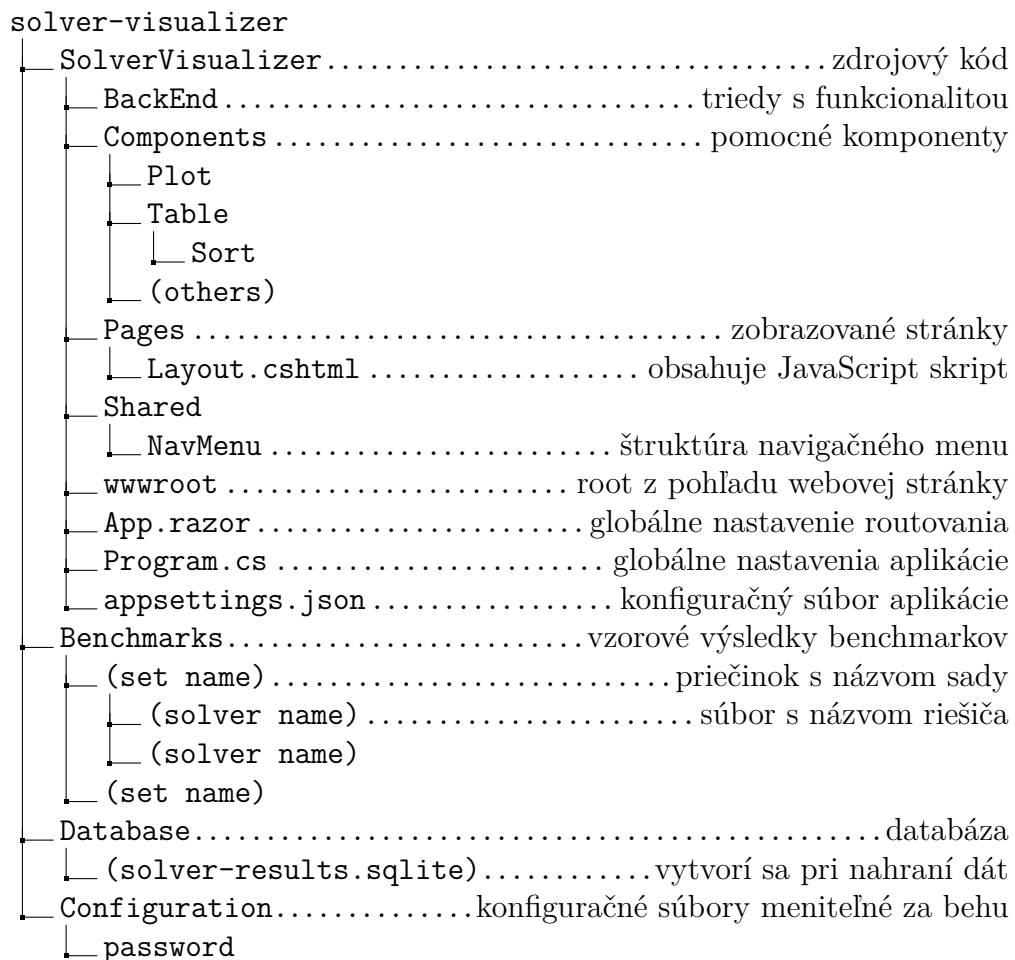 solver-visualizer
SolverVisualizer...................................zdrojový kód
BackEnd.................................triedy s funkcionalitou
Components..............................pomocné komponenty
Plot
Table
Sort
(others)
Pages.....................................zobrazované stránky
Layout.cshtml...................obsahuje JavaScript skript
Shared
NavMenu........................štruktúra navigačného menu
wwwroot..........................root z pohľadu webovej stránky
App.razor.......................globálne nastavenie routovania
Program.cs........................globálne nastavenia aplikácie
appsettings.json.................konfiguračný súbor aplikácie
Benchmarks.........................vzorové výsledky benchmarkov
(set name)............................priečinok s názvom sady
(solver name).......................súbor s názvom riešiča
(solver name)
(set name)
Database................................................databáza
(solver-results.sqlite)............vytvorí sa pri nahraní dát
Configuration..............konfiguračné súbory meniteľné za behu
password